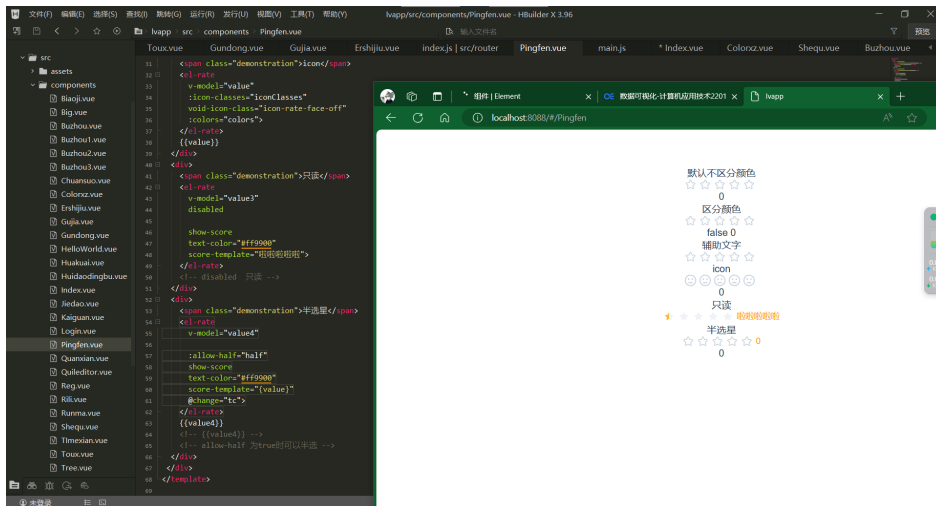 文件(F) 编辑(E) 选择(S) 查找(I) 跳转(G) 运行(R) 发行(U) 视图(V) 工具(T) 帮助(Y) lvapp/src/components/Pingfen.vue - HBuilder X 3.96
lvapp src components Pingfen.vue 输入文件名 预览
Toux.vue Gundong.vue Gujia.vue Ershijiu.vue index.js | src/router Pingfen.vue main.js * Index.vue Colorxz.vue Shequ.vue Buzhou.vue
src
assets
components
Biaoji.vue
Big.vue
Buzhou.vue
Buzhou1.vue
Buzhou2.vue
Buzhou3.vue
Chuansuo.vue
Colorxz.vue
Ershijiu.vue
Gujia.vue
Gundong.vue
HelloWorld.vue
Huakuai.vue
Huidaodingbu.vue
Index.vue
Jiedao.vue
Kaiguan.vue
Login.vue
Pingfen.vue
Quanxian.vue
Quileditor.vue
Reg.vue
Rili.vue
Runma.vue
Shequ.vue
TImexian.vue
Toux.vue
Tree.vue
未登录
31 <span class="demonstration">icon</span>
32 <el-rate
33 v-model="value"
34 :icon-classes="iconClasses"
35 void-icon-class="icon-rate-face-off"
36 :colors="colors">
37 </el-rate>
38 {{value}}
39 </div>
40 <div>
41 <span class="demonstration">只读</span>
42 <el-rate
43 v-model="value3"
44 disabled
45
46 show-score
47 text-color="#ff9900"
48 score-template="啦啦啦啦啦">
49 </el-rate>
50 <!-- disabled 只读 -->
51 </div>
52 <div>
53 <span class="demonstration">半选星</span>
54 <el-rate
55 v-model="value4"
56
57 :allow-half="half"
58 show-score
59 text-color="#ff9900"
60 score-template="{value}"
61 @change="tc">
62 </el-rate>
63 {{value4}}
64 <!-- {{value4}} -->
65 <!-- allow-half 为true时可以半选 -->
66 </div>
67 </div>
68 </template>
69
组件 | Element 数据可视化-计算机应用技术2201 lvapp
localhost:8088/#/Pingfen
默认不区分颜色
0
区分颜色
false 0
辅助文字
icon
0
只读
啦啦啦啦啦
半选星
0
0